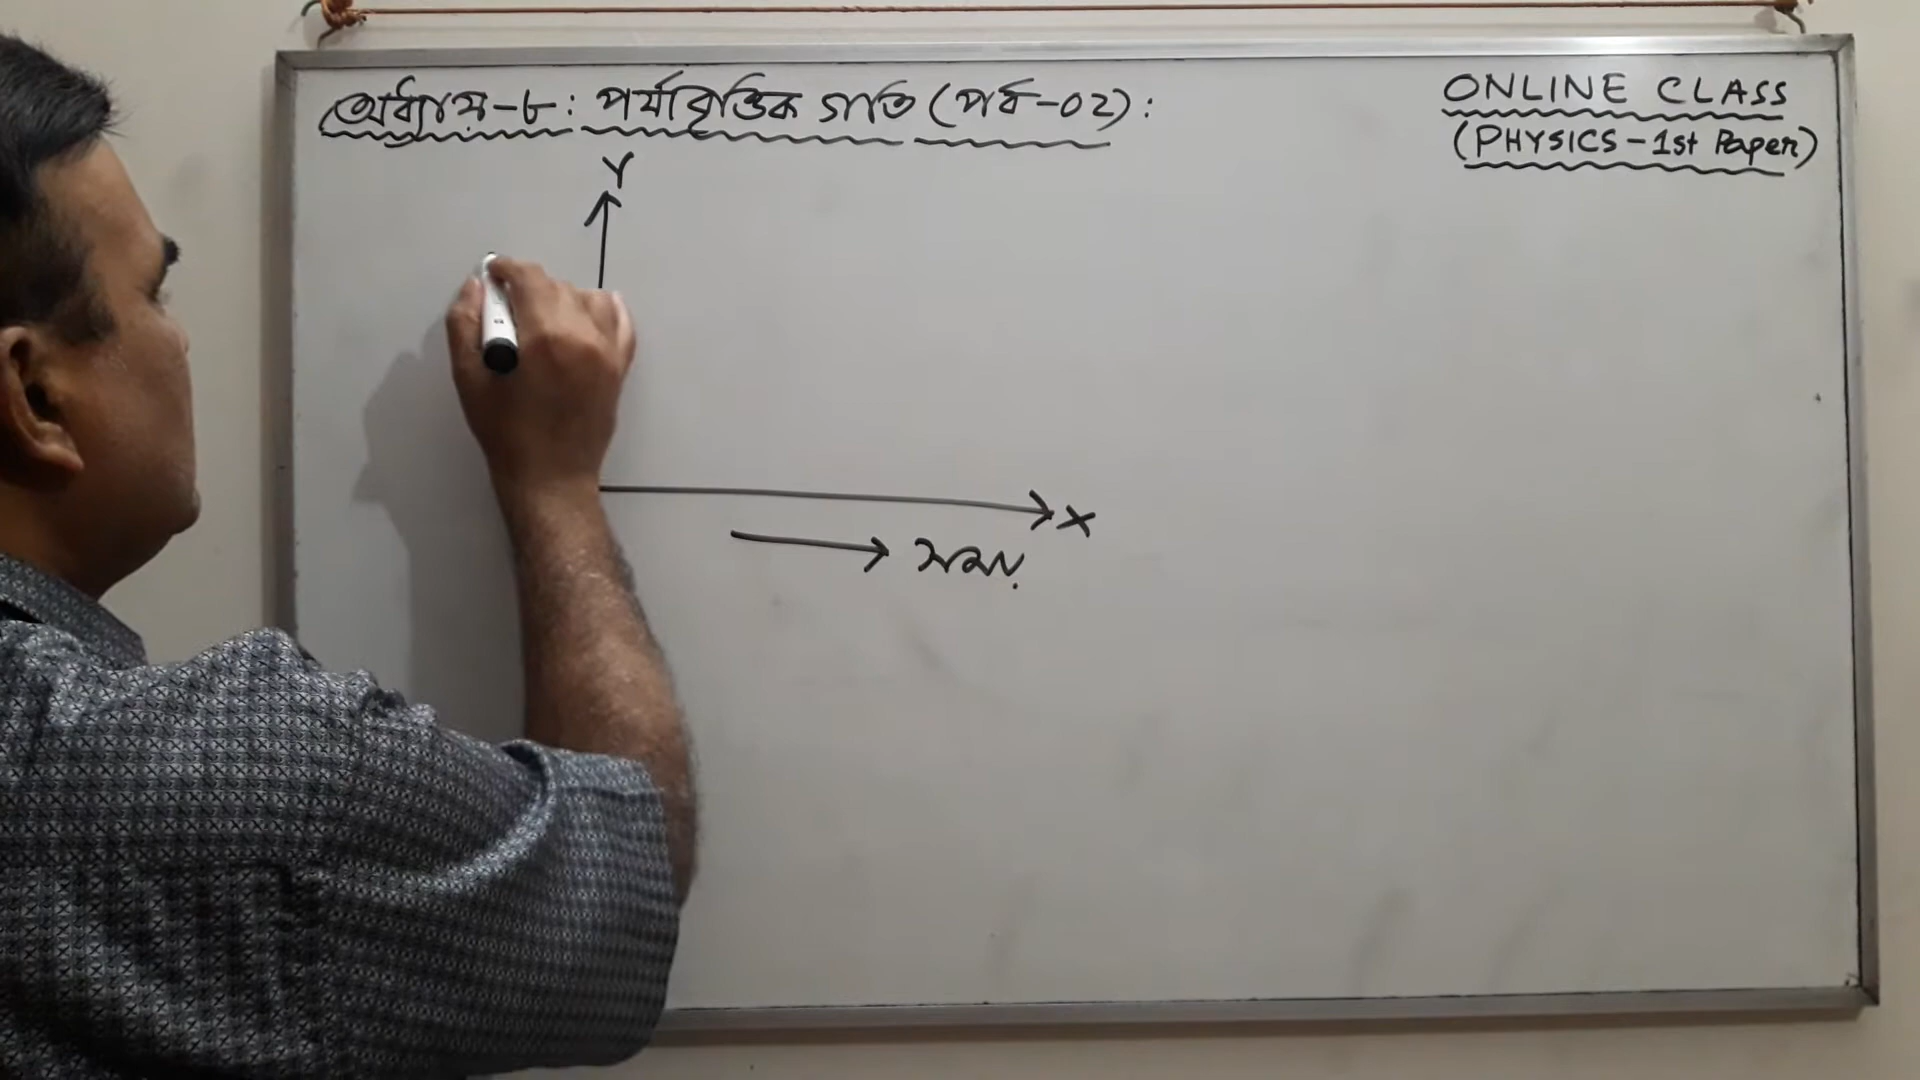 অধ্যায়-৮: পর্যাবৃত্তিক গতি (পর্ব-০২):
ONLINE CLASS
(PHYSICS-1st Paper)
Y
X
সময়